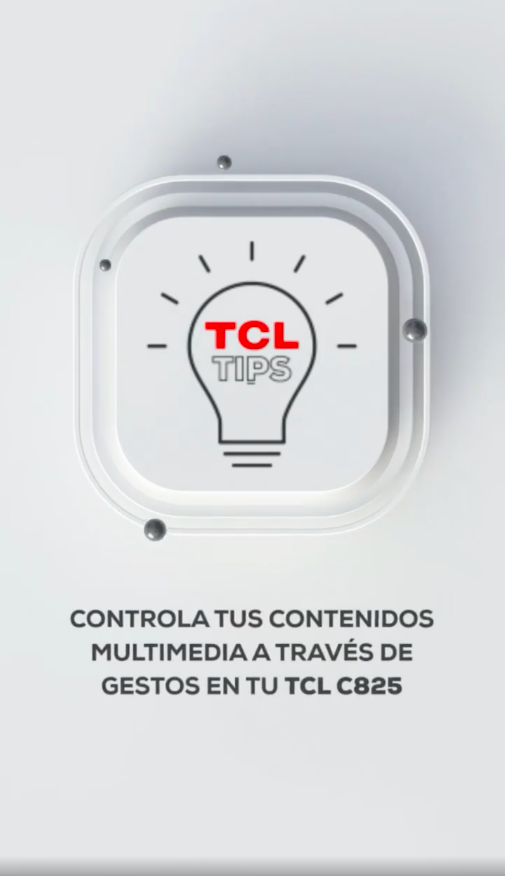 TCL
TIPS
CONTROLA TUS CONTENIDOS
MULTIMEDIA A TRAVÉS DE
GESTOS EN TU TCL C825